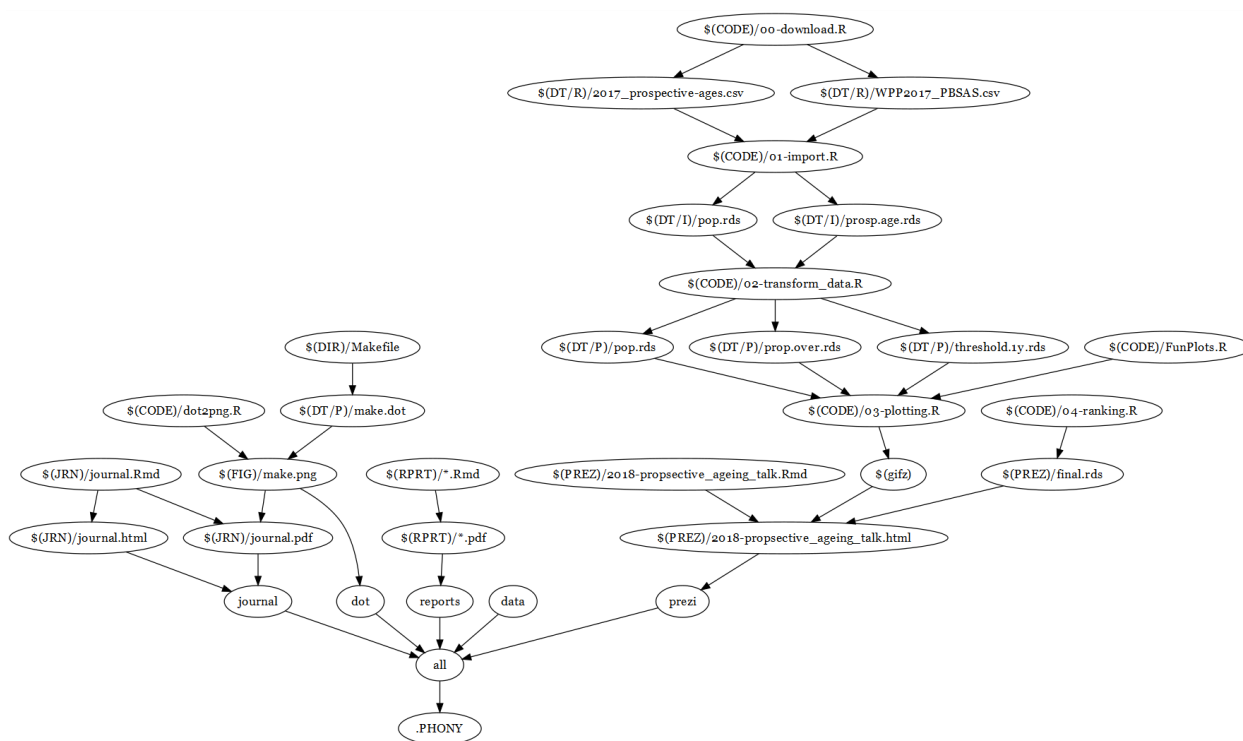 $(CODE)/00-download.R
$(DT/R)/2017_prospective-ages.csv
$(DT/R)/WPP2017_PBSAS.csv
$(CODE)/01-import.R
$(DT/I)/pop.rds
$(DT/I)/prosp.age.rds
$(CODE)/02-transform_data.R
$(DIR)/Makefile
$(DT/P)/pop.rds
$(DT/P)/prop.over.rds
$(DT/P)/threshold.1y.rds
$(CODE)/FunPlots.R
$(CODE)/dot2png.R
$(DT/P)/make.dot
$(CODE)/03-plotting.R
$(CODE)/04-ranking.R
$(JRN)/journal.Rmd
$(FIG)/make.png
$(RPRT)/*.Rmd
$(PREZ)/2018-propsective_ageing_talk.Rmd
$(gifz)
$(PREZ)/final.rds
$(JRN)/journal.html
$(JRN)/journal.pdf
$(RPRT)/*.pdf
$(PREZ)/2018-propsective_ageing_talk.html
journal
dot
reports
data
prezi
all
.PHONY